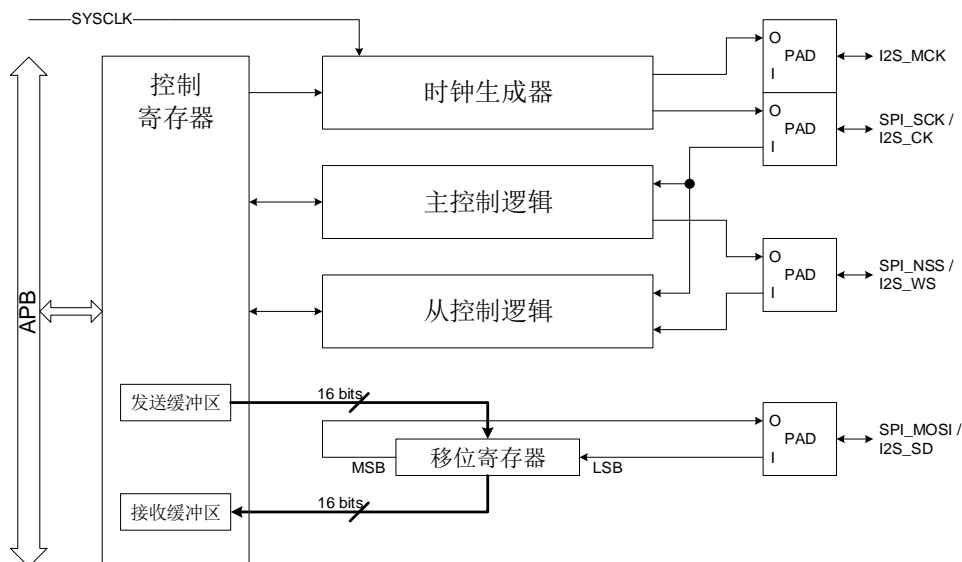 SYSCLK
APB
控制
寄存器
时钟生成器
O
PAD
I
I2S_MCK
O
PAD
I
SPI_SCK /
I2S_CK
主控制逻辑
O
PAD
I
SPI_NSS /
I2S_WS
从控制逻辑
发送缓冲区
16 bits
移位寄存器
MSB
LSB
O
PAD
I
SPI_MOSI /
I2S_SD
接收缓冲区
16 bits